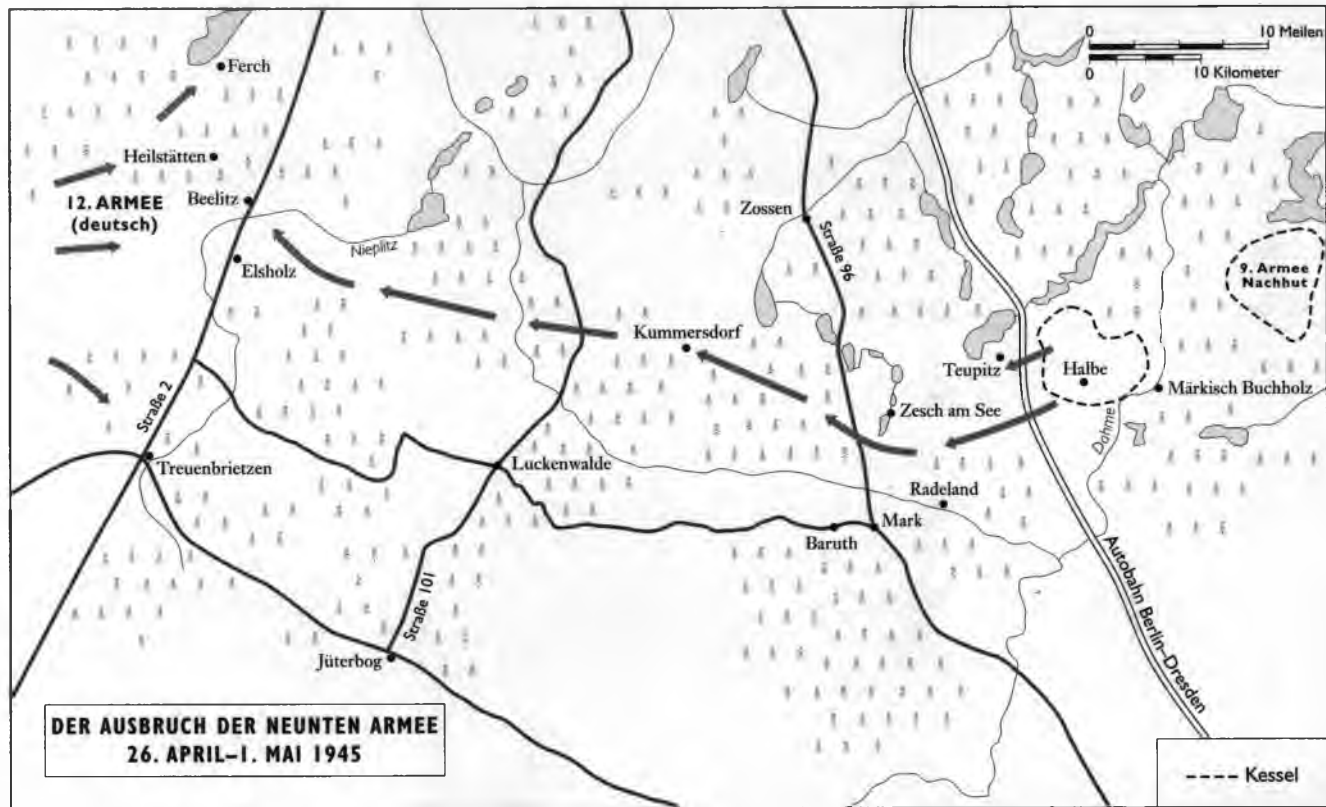 0 10 Meilen
0 10 Kilometer
Ferch
Heilstätten
12. ARMEE
(deutsch)
Beelitz
Nieplitz
Elsholz
Zossen
Straße 96
9. Armee
Nachhut
Kummersdorf
Teupitz
Halbe
Märkisch Buchholz
Zesch am See
Dahme
Straße 2
Treuenbrietzen
Luckenwalde
Radeland
Mark
Baruth
Autobahn Berlin–Dresden
Straße 101
Jüterbog
DER AUSBRUCH DER NEUNTEN ARMEE
26. APRIL–1. MAI 1945
Kessel